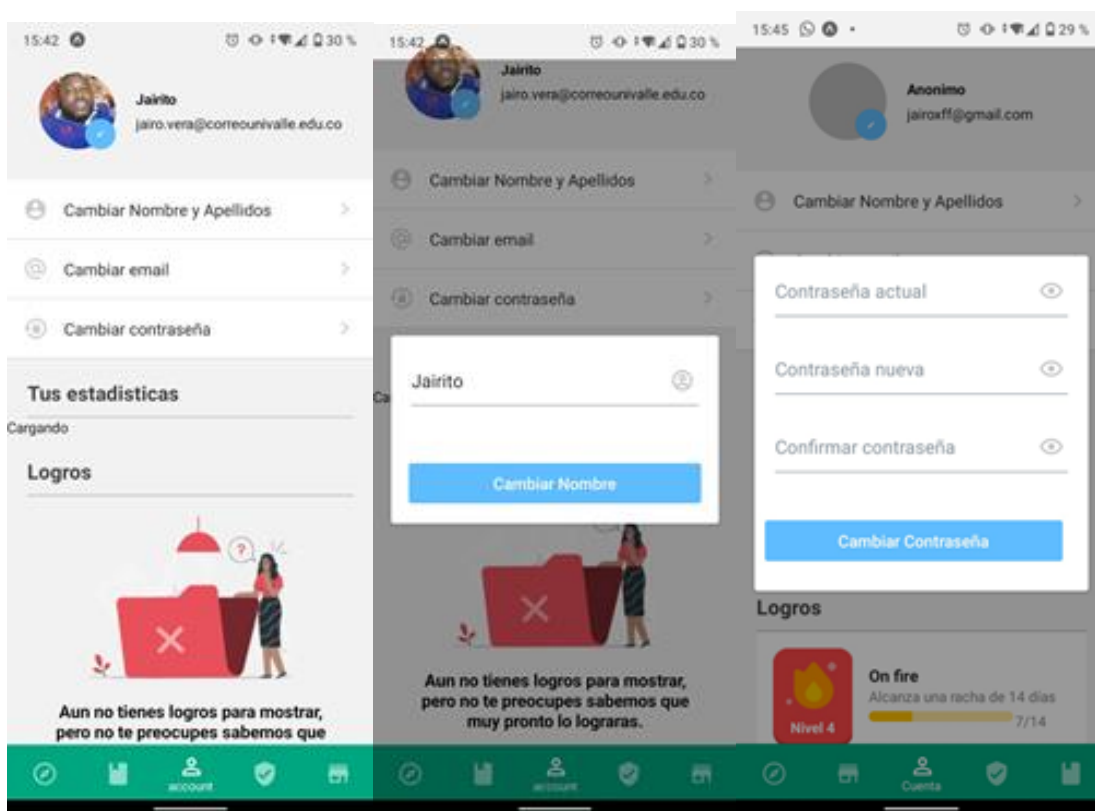 15:42
30 %
Jairito
jairo.vera@correounivalle.edu.co
Cambiar Nombre y Apellidos
Cambiar email
Cambiar contraseña
Tus estadisticas
Cargando
Logros
?
Aun no tienes logros para mostrar,
pero no te preocupes sabemos que
account
15:42
30 %
Jairito
jairo.vera@correounivalle.edu.co
Cambiar Nombre y Apellidos
Cambiar email
Cambiar contraseña
Ca
Jairito
Cambiar Nombre
Aun no tienes logros para mostrar,
pero no te preocupes sabemos que
muy pronto lo lograras.
account
15:45
29 %
Anonimo
jairoxff@gmail.com
Cambiar Nombre y Apellidos
Contraseña actual
Contraseña nueva
Confirmar contraseña
Cambiar Contraseña
Logros
On fire
Alcanza una racha de 14 días
7/14
Nivel 4
Cuenta